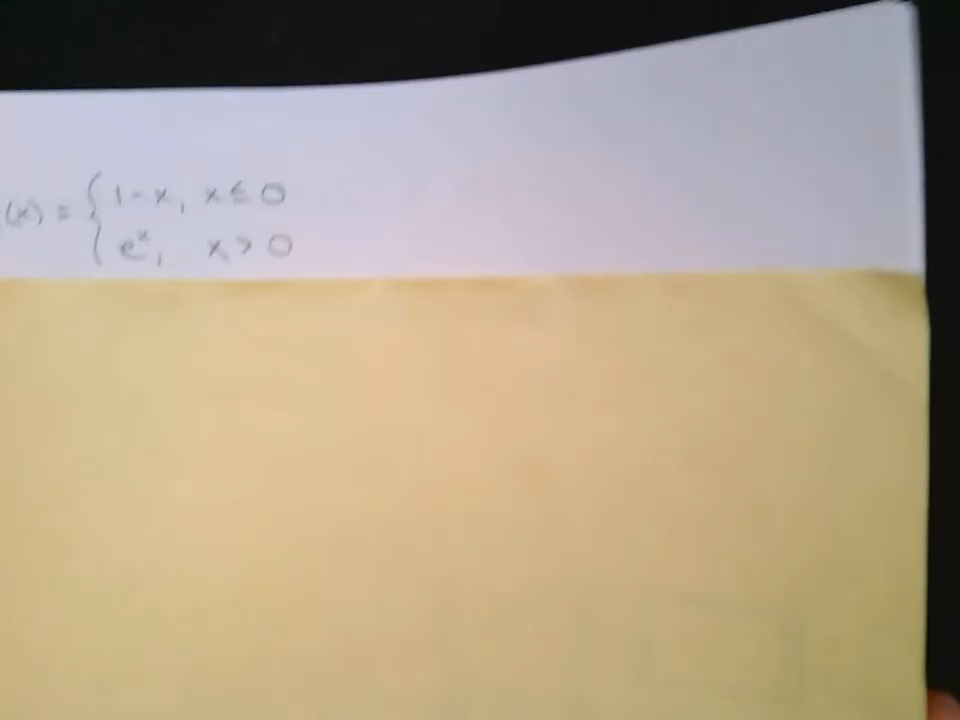 (x) = { 1 - x, x ≤ 0
e^x, x > 0